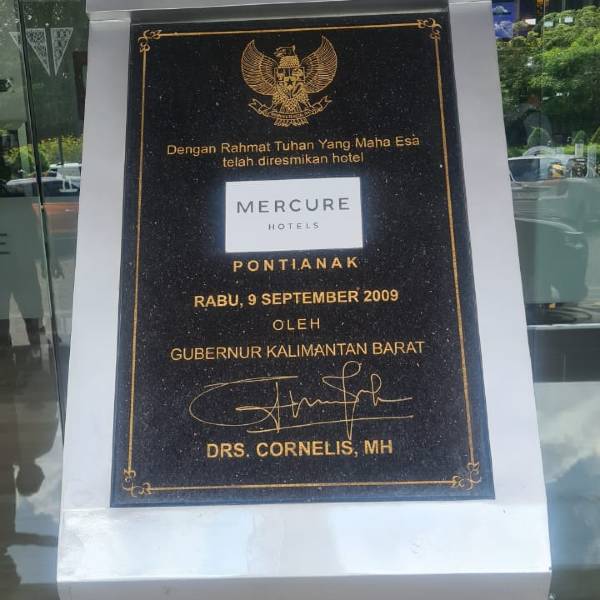 Dengan Rahmat Tuhan Yang Maha Esa
telah diresmikan hotel
MERCURE
HOTELS
PONTIANAK
RABU, 9 SEPTEMBER 2009
OLEH
GUBERNUR KALIMANTAN BARAT
DRS. CORNELIS, MH